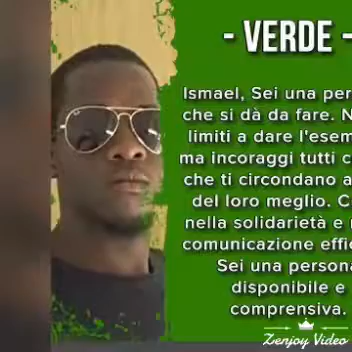 - VERDE -
Ismael, Sei una per
che si dà da fare. N
limiti a dare l'esem
ma incoraggi tutti c
che ti circondano a
del loro meglio. C
nella solidarietà e
comunicazione effic
Sei una persona
disponibile e
comprensiva.
Zenjoy Video